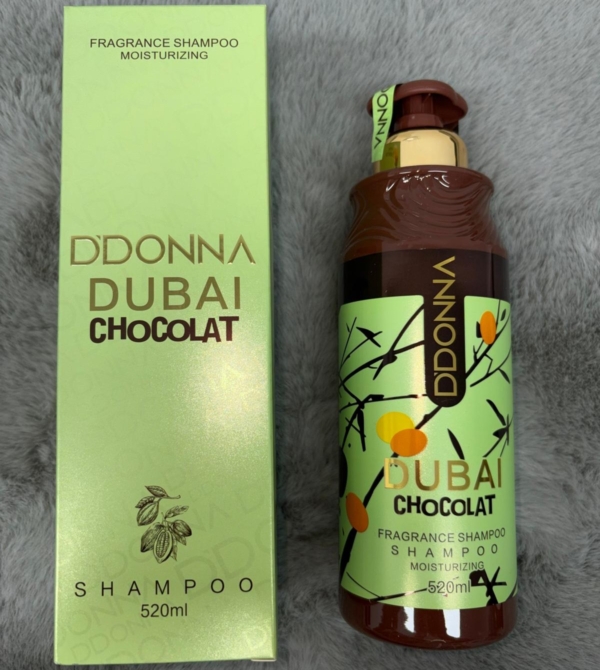 FRAGRANCE SHAMPOO
MOISTURIZING
D'DONNA
DUBAI
CHOCOLAT
SHAMPOO
520ml
D'DONNA
DUBAI
CHOCOLAT
FRAGRANCE SHAMPOO
SHAMPOO
MOISTURIZING
520ml